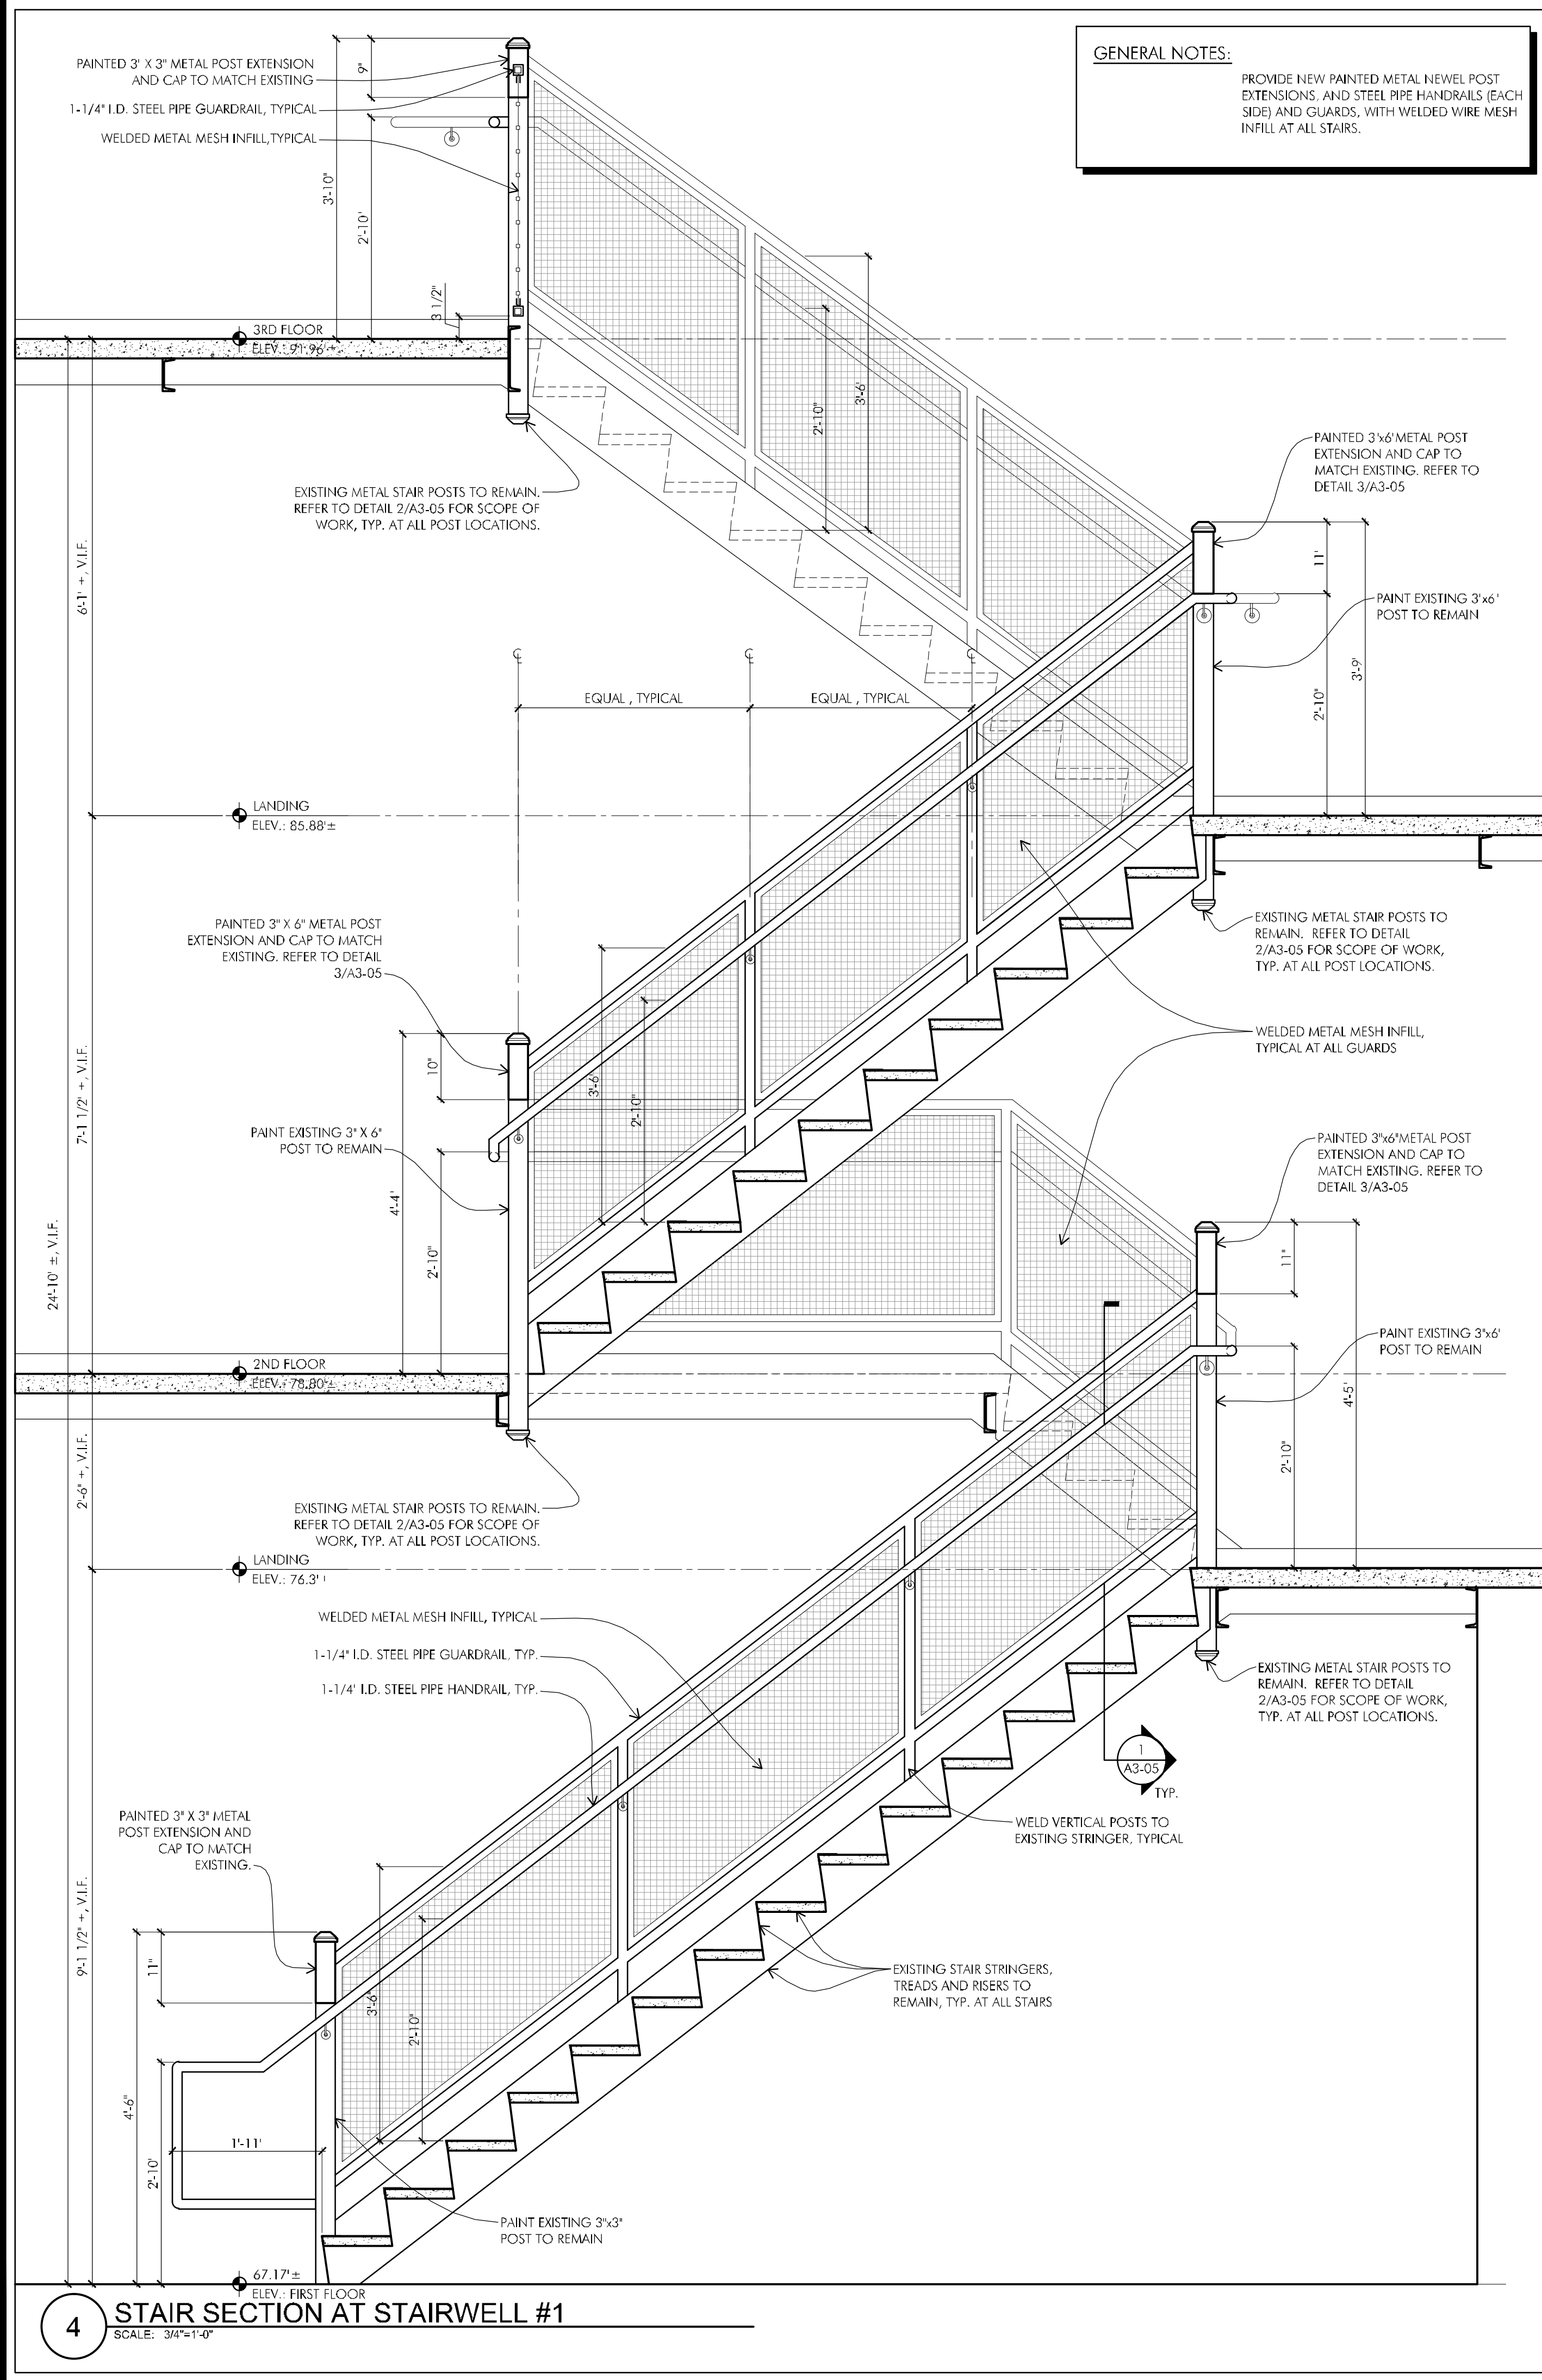 GENERAL NOTES:
PROVIDE NEW PAINTED METAL NEWEL POST
EXTENSIONS, AND STEEL PIPE HANDRAILS (EACH
SIDE) AND GUARDS, WITH WELDED WIRE MESH
INFILL AT ALL STAIRS.
PAINTED 3' X 3" METAL POST EXTENSION
AND CAP TO MATCH EXISTING
1-1/4" I.D. STEEL PIPE GUARDRAIL, TYPICAL
WELDED METAL MESH INFILL, TYPICAL
9"
3'-10"
2'-10'
3 1/2"
3RD FLOOR
ELEV.: 91.96'±
3'-6'
2'-10"
EXISTING METAL STAIR POSTS TO REMAIN.
REFER TO DETAIL 2/A3-05 FOR SCOPE OF
WORK, TYP. AT ALL POST LOCATIONS.
PAINTED 3'x6' METAL POST
EXTENSION AND CAP TO
MATCH EXISTING. REFER TO
DETAIL 3/A3-05
11'
PAINT EXISTING 3'x6'
POST TO REMAIN
3'-9'
2'-10"
6'-1' +, V.I.F.
EQUAL , TYPICAL
EQUAL , TYPICAL
LANDING
ELEV.: 85.88'±
PAINTED 3" X 6" METAL POST
EXTENSION AND CAP TO MATCH
EXISTING. REFER TO DETAIL
3/A3-05
EXISTING METAL STAIR POSTS TO
REMAIN. REFER TO DETAIL
2/A3-05 FOR SCOPE OF WORK,
TYP. AT ALL POST LOCATIONS.
WELDED METAL MESH INFILL,
TYPICAL AT ALL GUARDS
10"
3'-6'
2'-10"
7'-1 1/2" +, V.I.F.
PAINT EXISTING 3" X 6"
POST TO REMAIN
4'-4'
2'-10"
24'-10' ±, V.I.F.
PAINTED 3"x6" METAL POST
EXTENSION AND CAP TO
MATCH EXISTING. REFER TO
DETAIL 3/A3-05
11"
PAINT EXISTING 3"x6'
POST TO REMAIN
4'-5'
2'-10"
2ND FLOOR
ELEV.: 78.80'±
2'-6" +, V.I.F.
EXISTING METAL STAIR POSTS TO REMAIN.
REFER TO DETAIL 2/A3-05 FOR SCOPE OF
WORK, TYP. AT ALL POST LOCATIONS.
LANDING
ELEV.: 76.3'
WELDED METAL MESH INFILL, TYPICAL
1-1/4" I.D. STEEL PIPE GUARDRAIL, TYP.
1-1/4' I.D. STEEL PIPE HANDRAIL, TYP.
EXISTING METAL STAIR POSTS TO
REMAIN. REFER TO DETAIL
2/A3-05 FOR SCOPE OF WORK,
TYP. AT ALL POST LOCATIONS.
1
A3-05
TYP.
WELD VERTICAL POSTS TO
EXISTING STRINGER, TYPICAL
PAINTED 3" X 3" METAL
POST EXTENSION AND
CAP TO MATCH
EXISTING.
9'-1 1/2" +, V.I.F.
11"
3'-6"
2'-10"
EXISTING STAIR STRINGERS,
TREADS AND RISERS TO
REMAIN, TYP. AT ALL STAIRS
4'-6"
1'-11'
2'-10'
PAINT EXISTING 3"x3"
POST TO REMAIN
67.17'±
ELEV.: FIRST FLOOR
4
STAIR SECTION AT STAIRWELL #1
SCALE: 3/4"=1'-0"